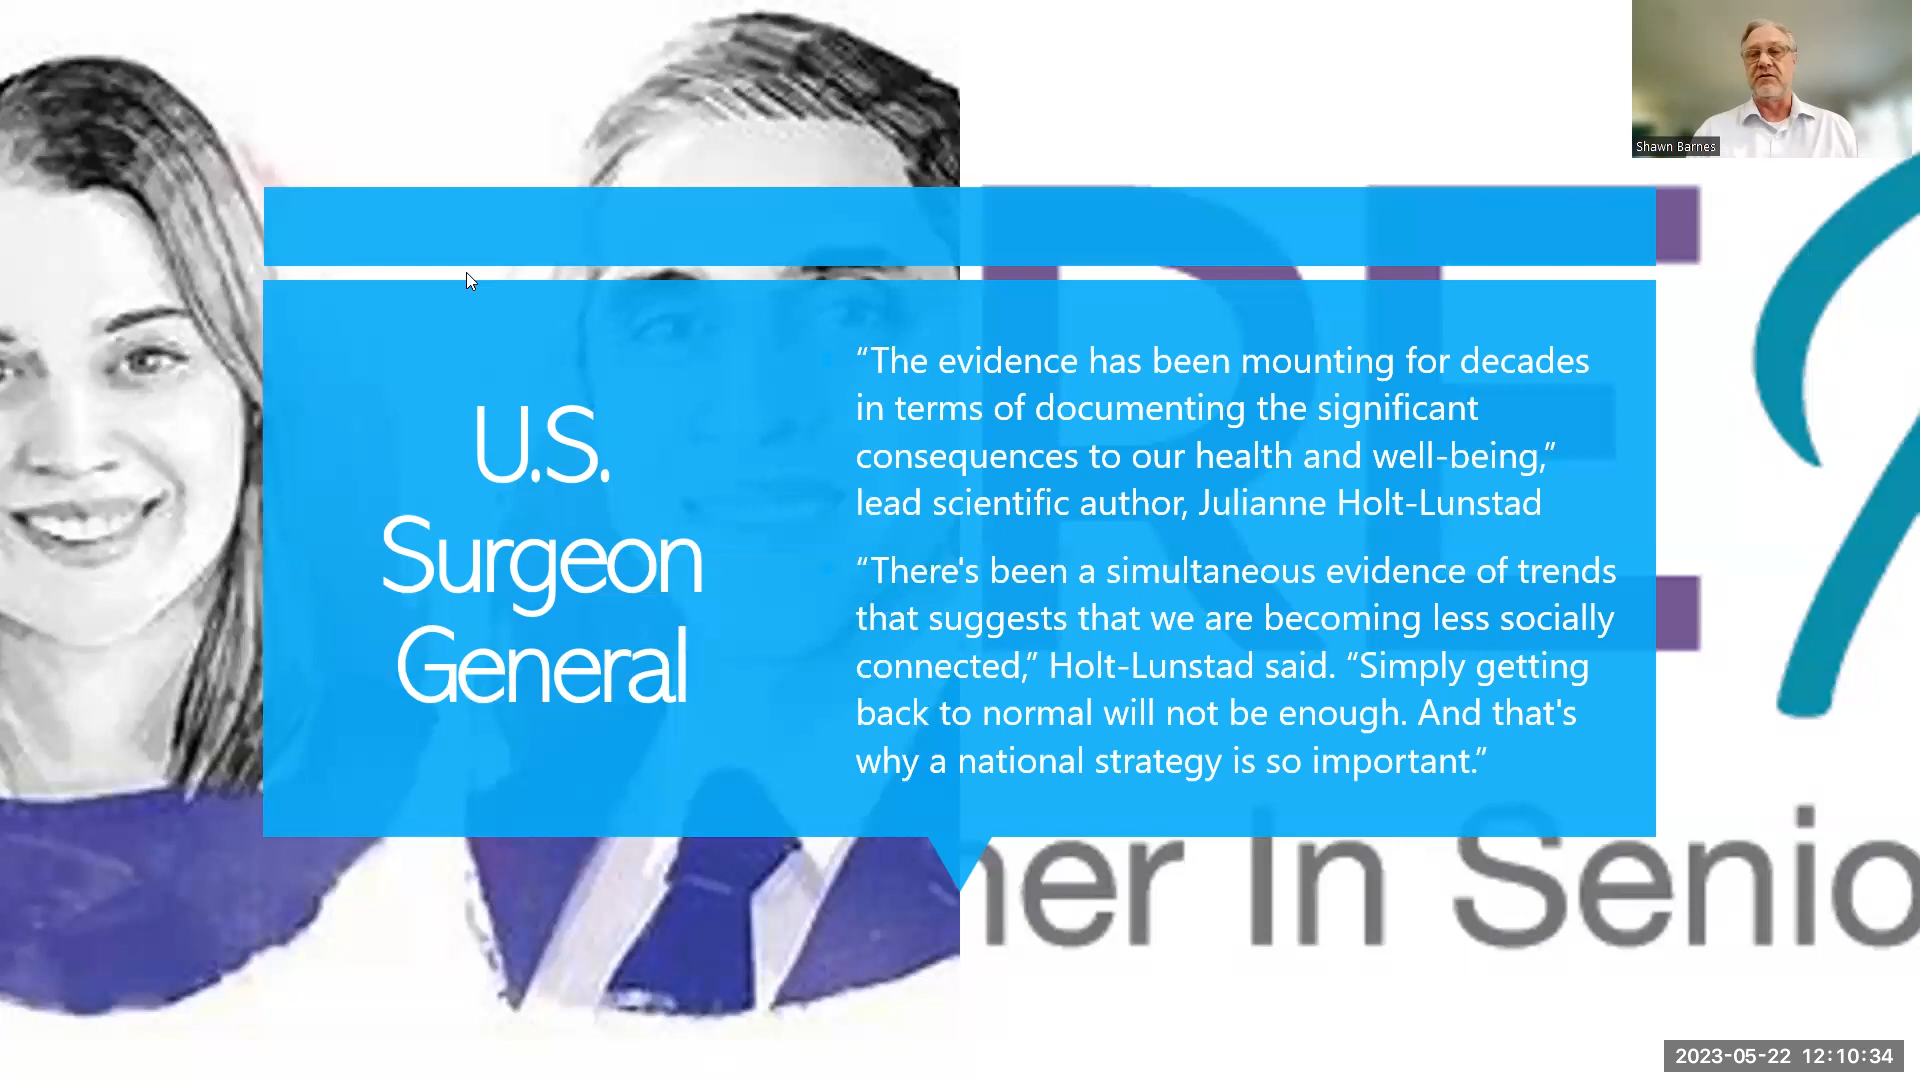 Shawn Barnes
U.S.
Surgeon
General
“The evidence has been mounting for decades
in terms of documenting the significant
consequences to our health and well-being,”
lead scientific author, Julianne Holt-Lunstad
“There's been a simultaneous evidence of trends
that suggests that we are becoming less socially
connected,” Holt-Lunstad said. “Simply getting
back to normal will not be enough. And that's
why a national strategy is so important.”
RE
her In Senio
2023-05-22 12:10:34